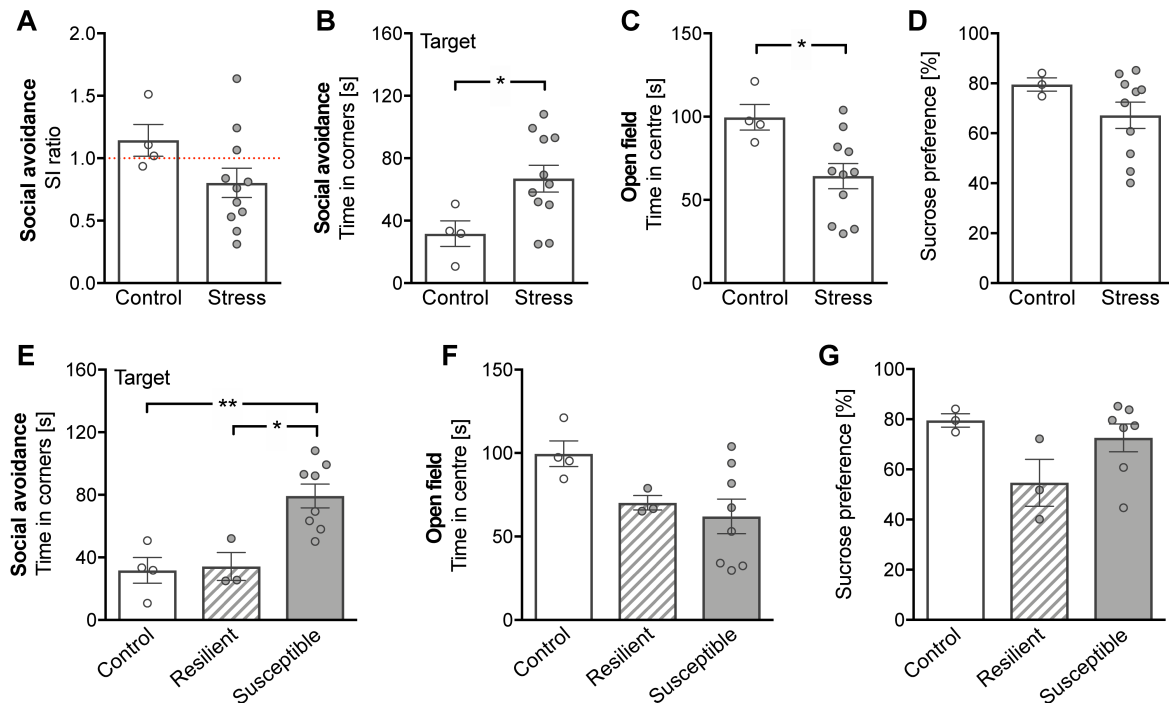 A
Social avoidance
SI ratio
2.0
1.5
1.0
0.5
0.0
Control
Stress
B
Target
*
Social avoidance
Time in corners [s]
160
120
80
40
0
Control
Stress
C
*
Open field
Time in centre [s]
150
100
50
0
Control
Stress
D
Sucrose preference [%]
100
80
60
40
20
0
Control
Stress
E
Target
**
*
Social avoidance
Time in corners [s]
160
120
80
40
0
Control
Resilient
Susceptible
F
Open field
Time in centre [s]
150
100
50
0
Control
Resilient
Susceptible
G
Sucrose preference [%]
100
80
60
40
20
0
Control
Resilient
Susceptible